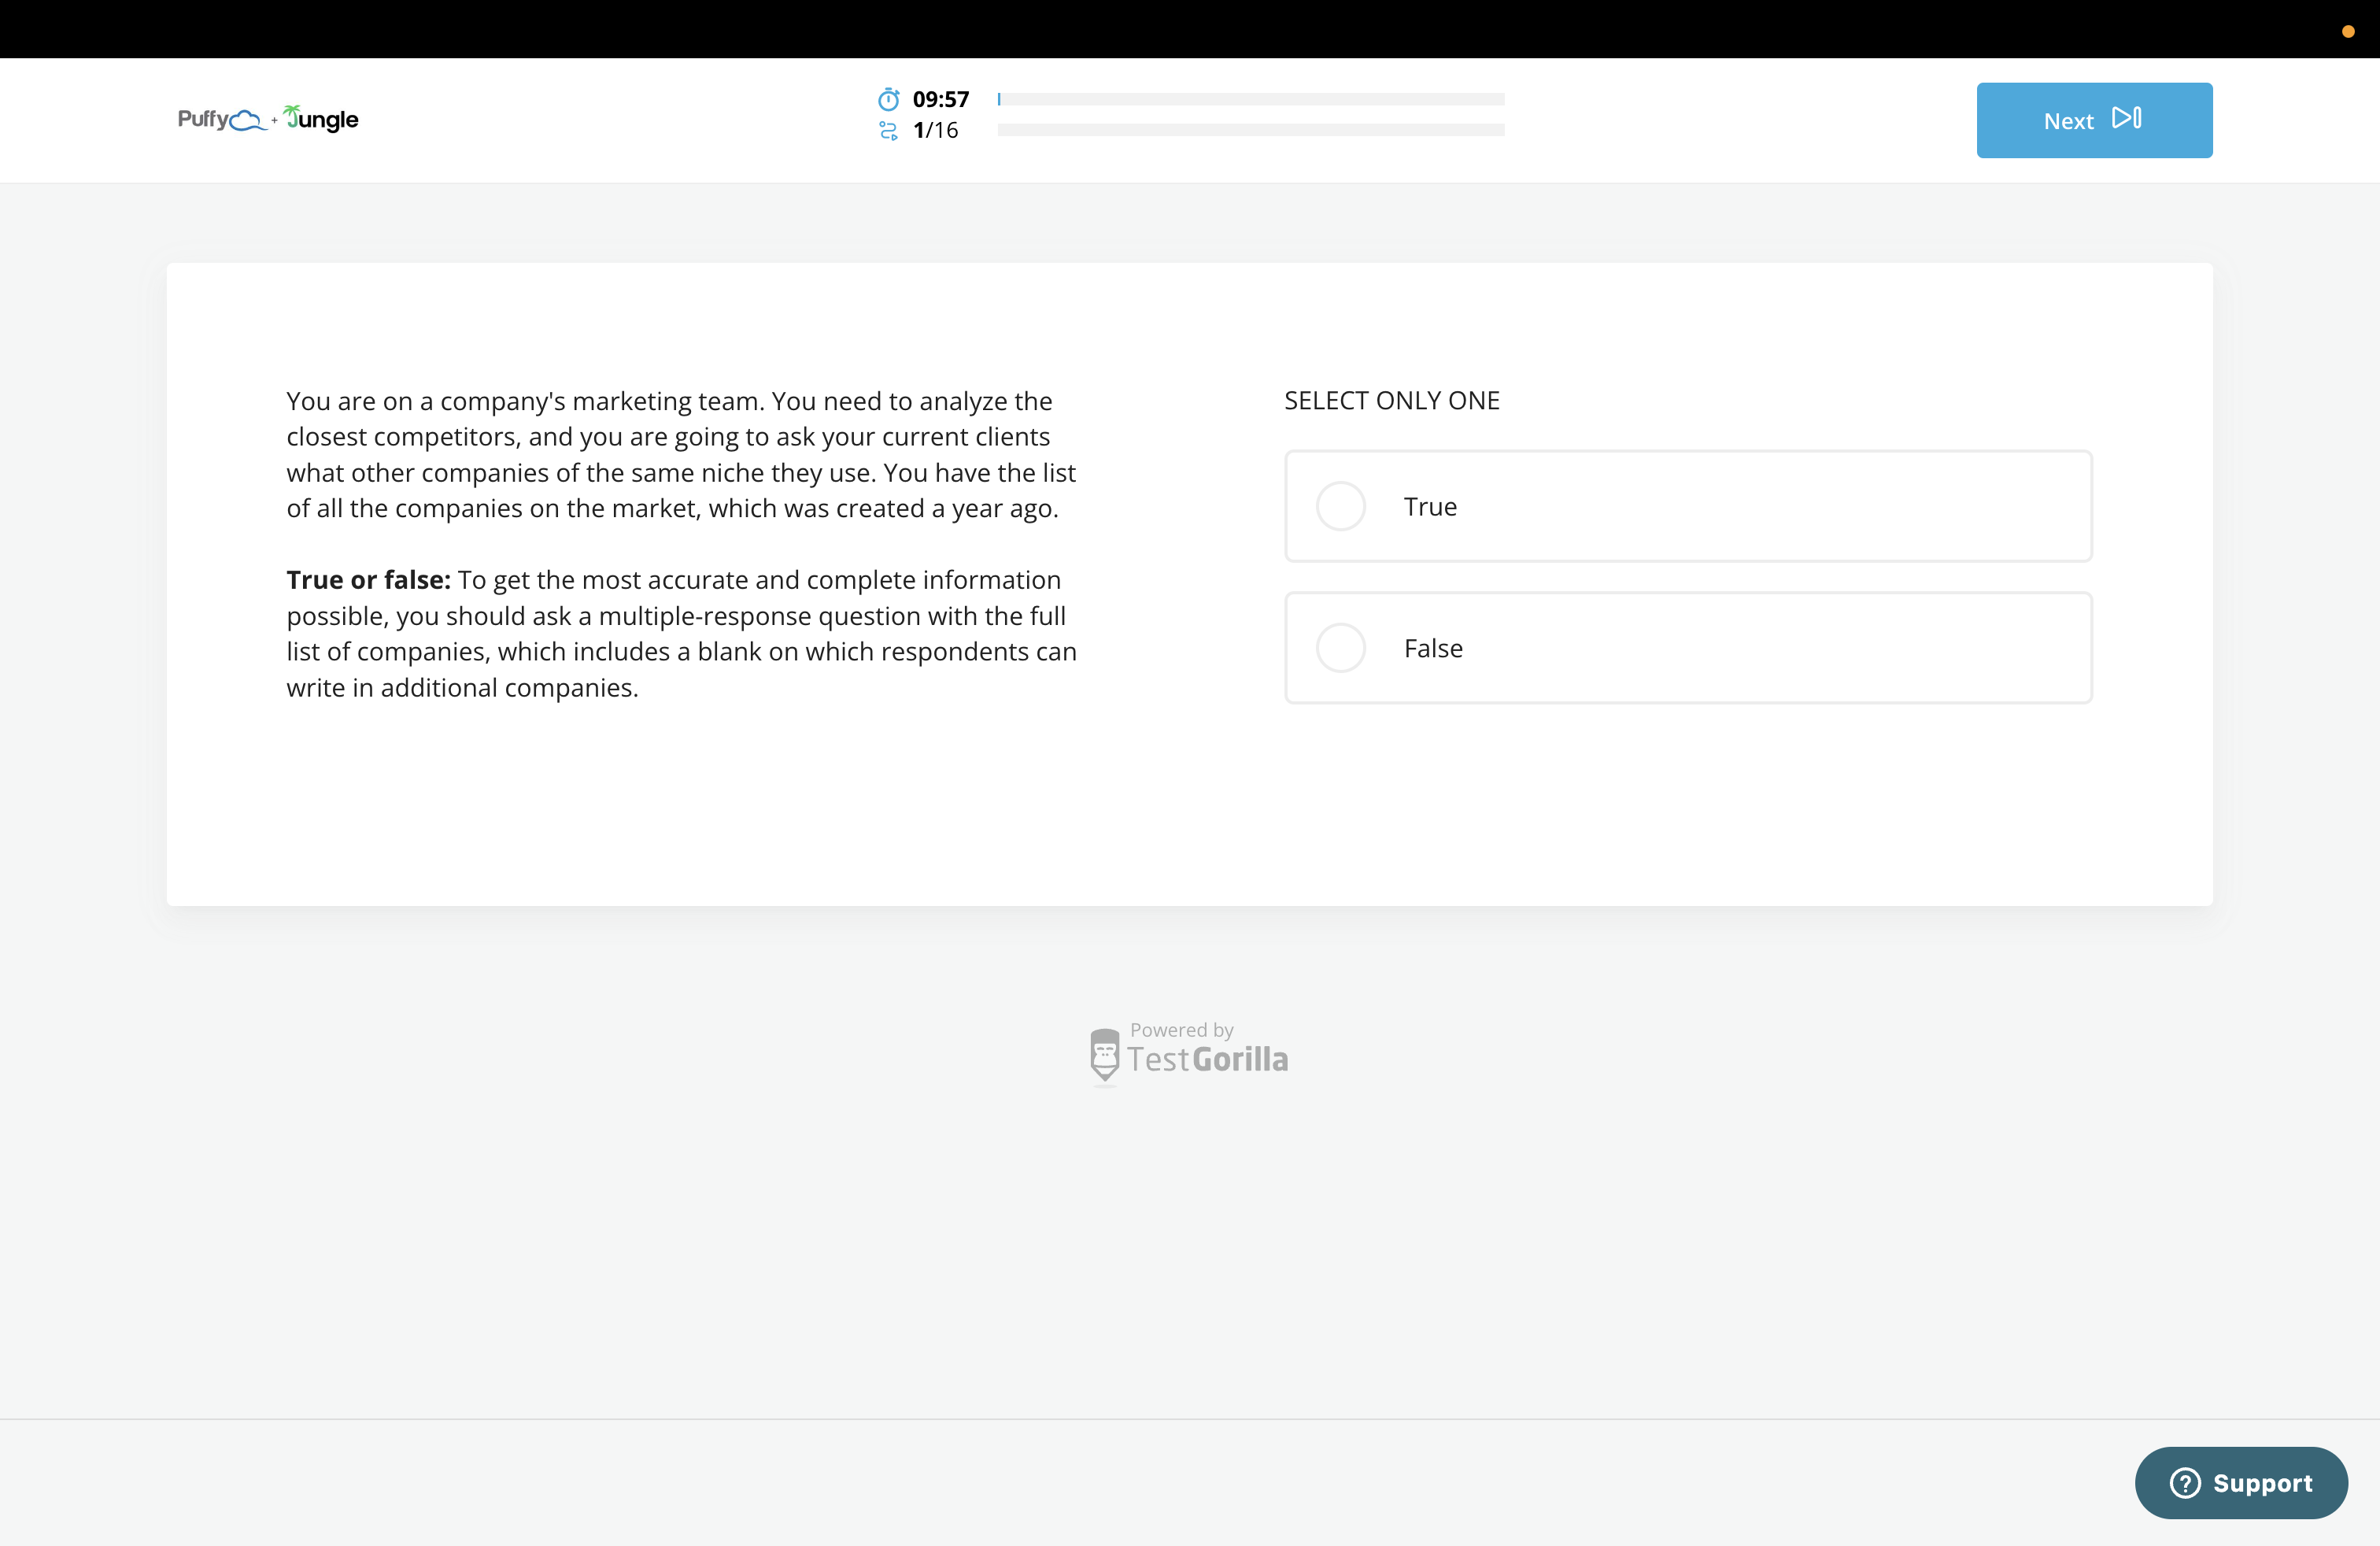 Puffy + Jungle
09:57
1/16
Next
You are on a company's marketing team. You need to analyze the
closest competitors, and you are going to ask your current clients
what other companies of the same niche they use. You have the list
of all the companies on the market, which was created a year ago.
True or false: To get the most accurate and complete information
possible, you should ask a multiple-response question with the full
list of companies, which includes a blank on which respondents can
write in additional companies.
SELECT ONLY ONE
True
False
Powered by
TestGorilla
Support